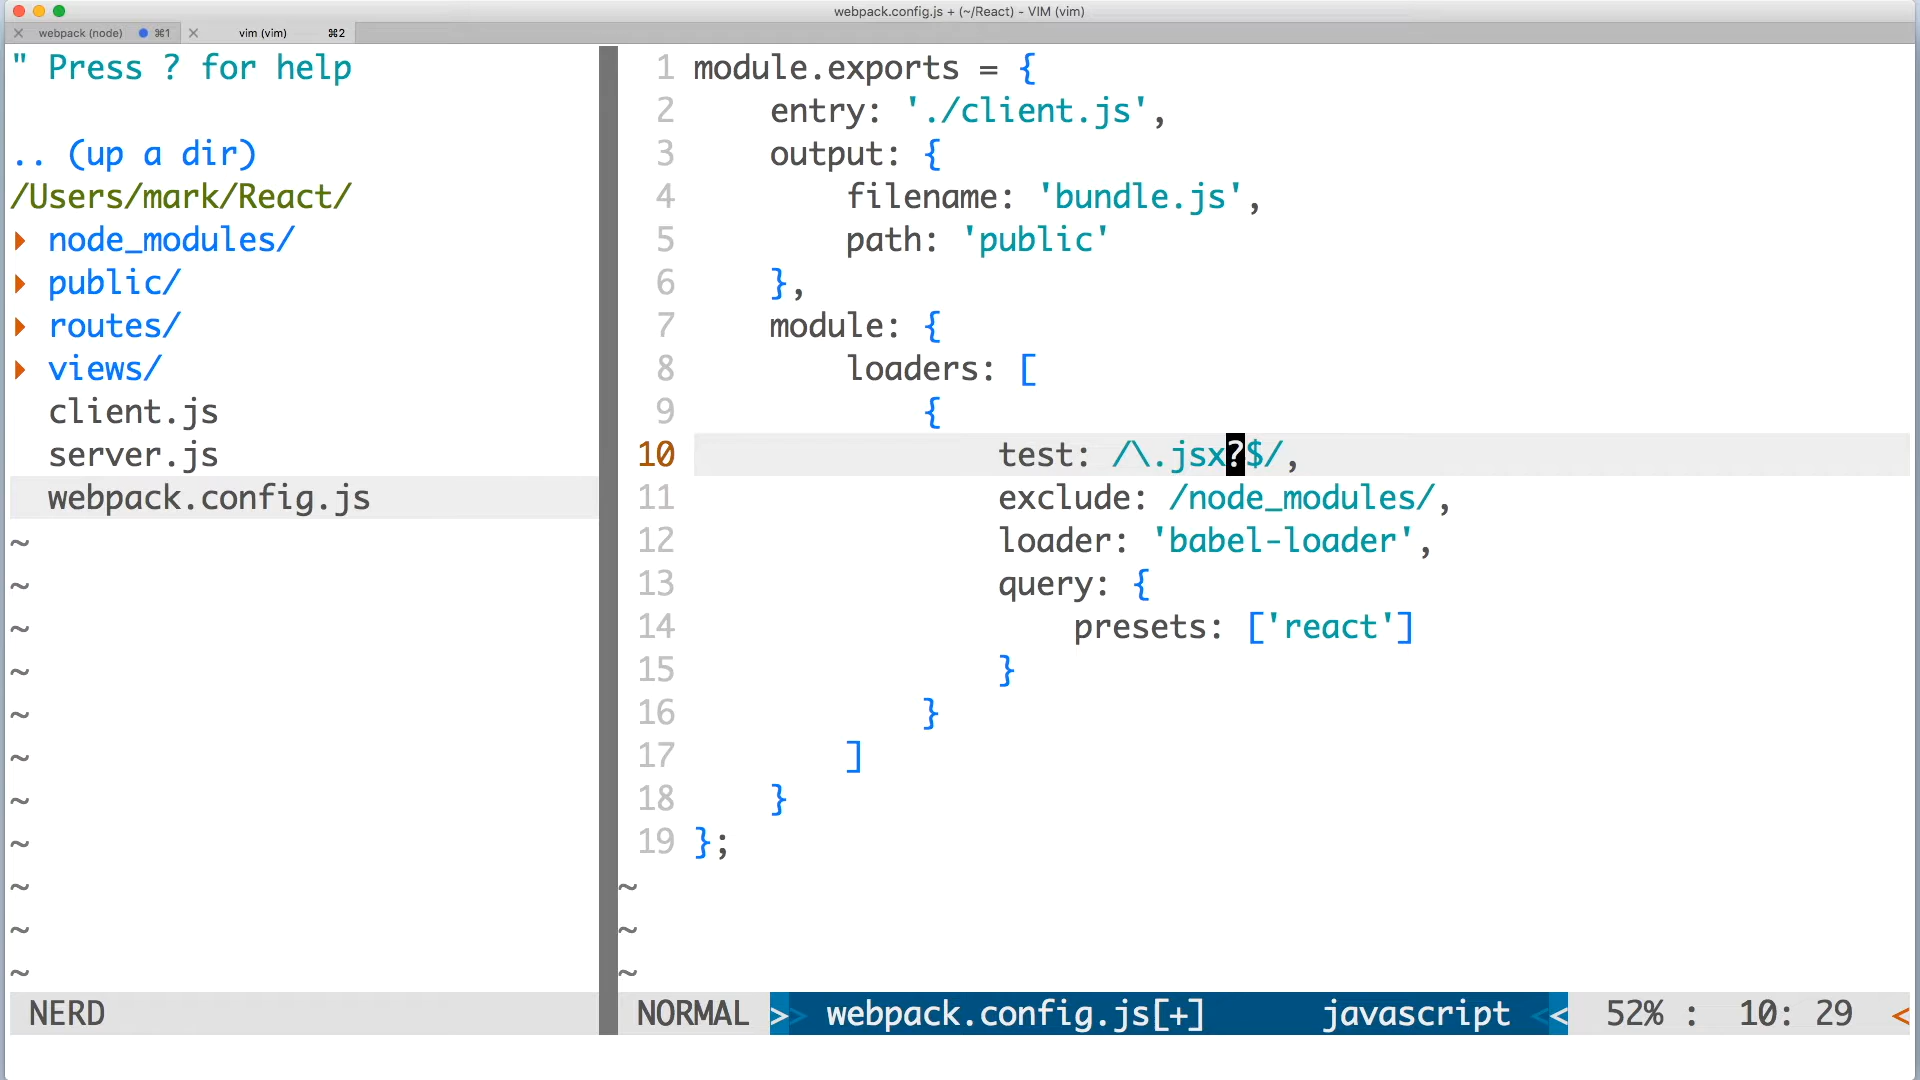 webpack.config.js + (~/React) - VIM (vim)
webpack (node) ⌘1
vim (vim) ⌘2
" Press ? for help
.. (up a dir)
/Users/mark/React/
node_modules/
public/
routes/
views/
client.js
server.js
webpack.config.js
~
~
~
~
~
~
~
~
~
~
~
NERD
1 module.exports = {
2 entry: './client.js',
3 output: {
4 filename: 'bundle.js',
5 path: 'public'
6 },
7 module: {
8 loaders: [
9 {
10 test: /\.jsx?$/,
11 exclude: /node_modules/,
12 loader: 'babel-loader',
13 query: {
14 presets: ['react']
15 }
16 }
17 ]
18 }
19 };
~
~
~
NORMAL >> webpack.config.js[+] javascript << 52% : 10: 29 <